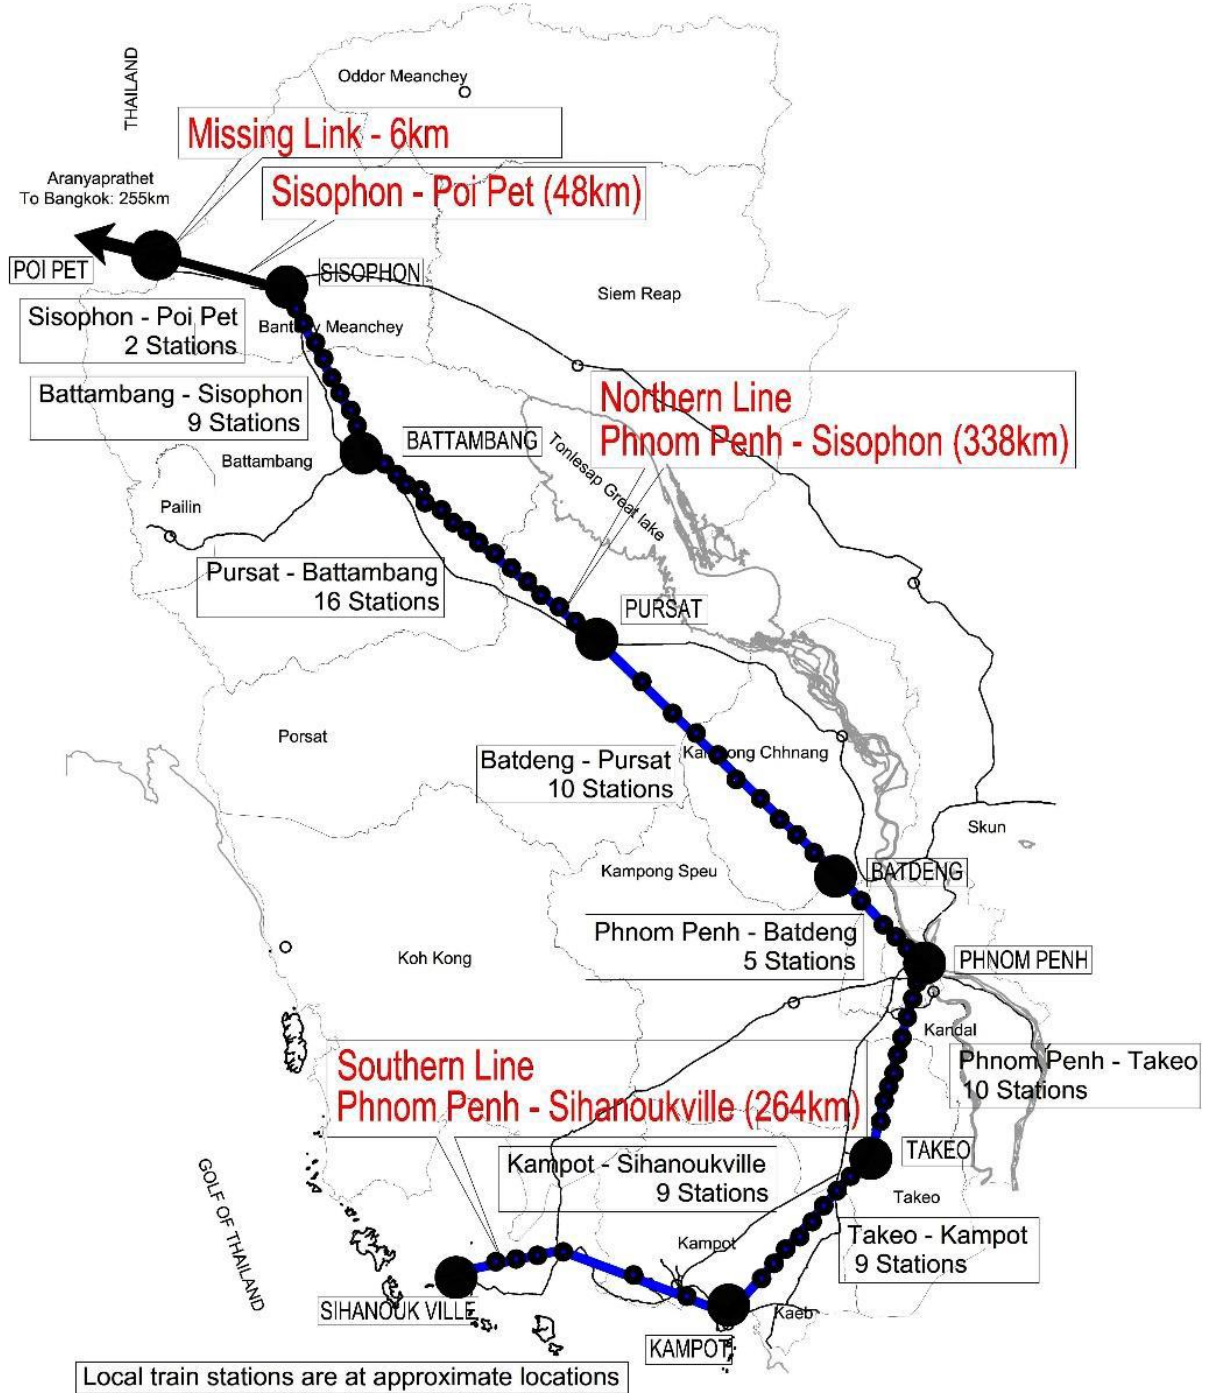 THAILAND
Oddor Meanchey
Missing Link - 6km
Aranyaprathet
To Bangkok: 255km
Sisophon - Poi Pet (48km)
POI PET
SISOPHON
Siem Reap
Sisophon - Poi Pet
2 Stations
Banteay Meanchey
Battambang - Sisophon
9 Stations
Northern Line
Phnom Penh - Sisophon (338km)
BATTAMBANG
Battambang
Tonlesap Great lake
Pailin
Pursat - Battambang
16 Stations
PURSAT
Porsat
Batdeng - Pursat
10 Stations
Kampong Chhnang
Skun
Kampong Speu
BATDENG
Phnom Penh - Batdeng
5 Stations
PHNOM PENH
Koh Kong
Kandal
Southern Line
Phnom Penh - Sihanoukville (264km)
Phnom Penh - Takeo
10 Stations
Kampot - Sihanoukville
9 Stations
TAKEO
Takeo
GOLF OF THAILAND
Takeo - Kampot
9 Stations
Kampot
SIHANOUK VILLE
Kaeb
KAMPOT
Local train stations are at approximate locations